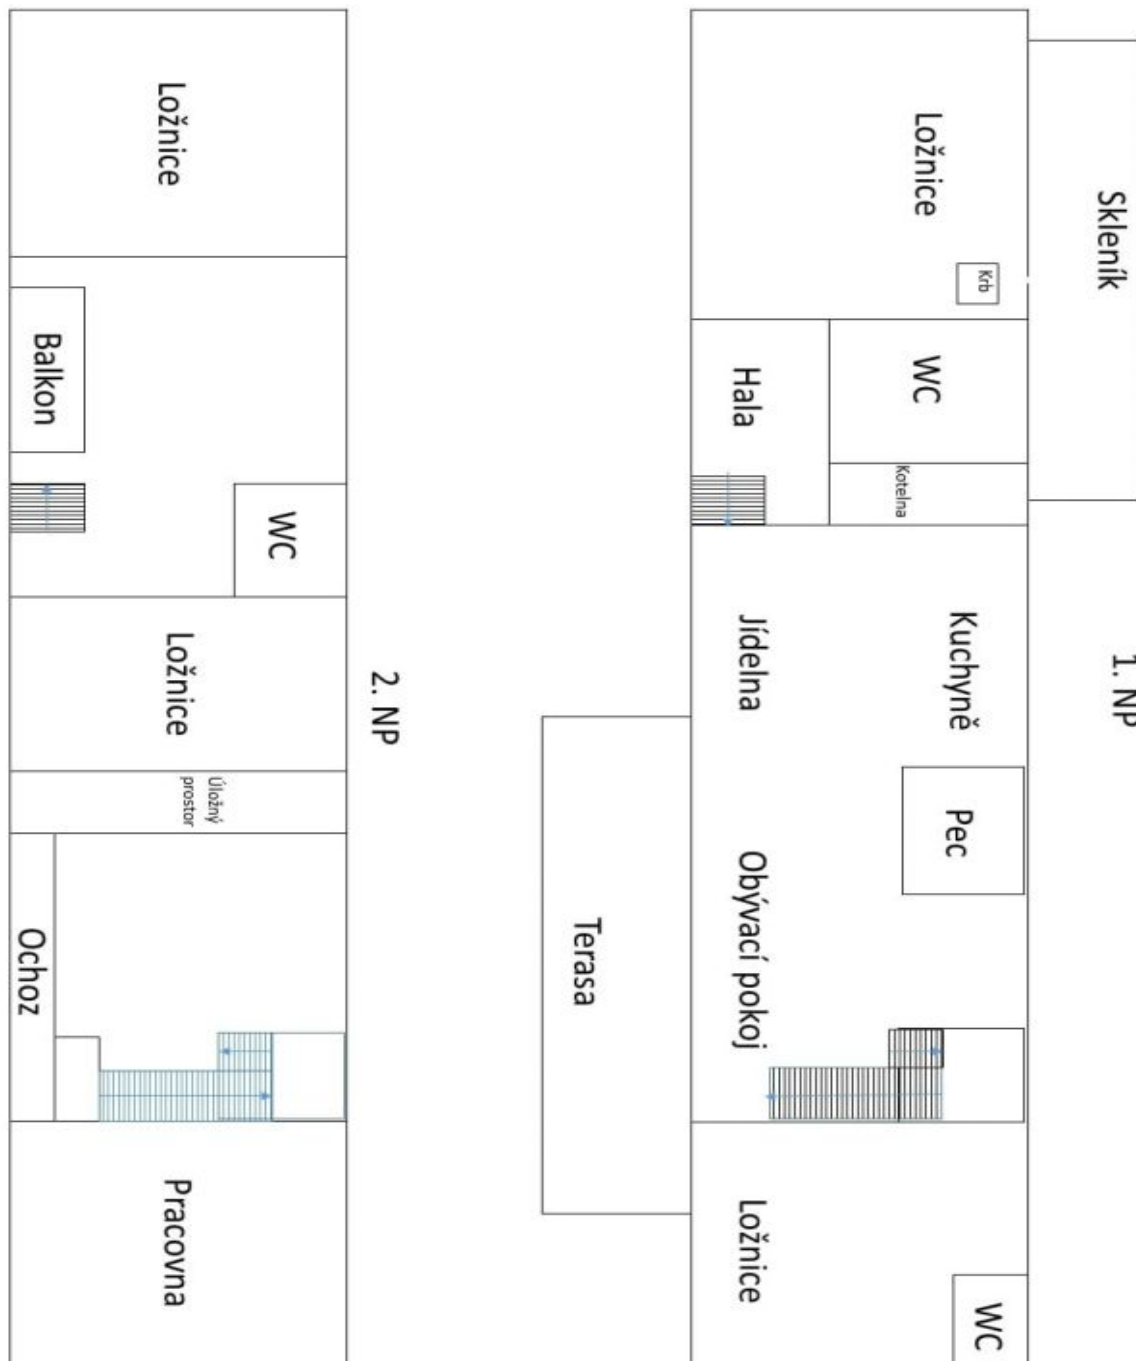 1. NP
Skleník
Ložnice
Krb
WC
Kotelna
Kuchyně
Pec
WC
Hala
Jídelna
Obývací pokoj
Ložnice
Terasa
2. NP
Ložnice
WC
Ložnice
Úložný
prostor
Pracovna
Balkon
Ochoz